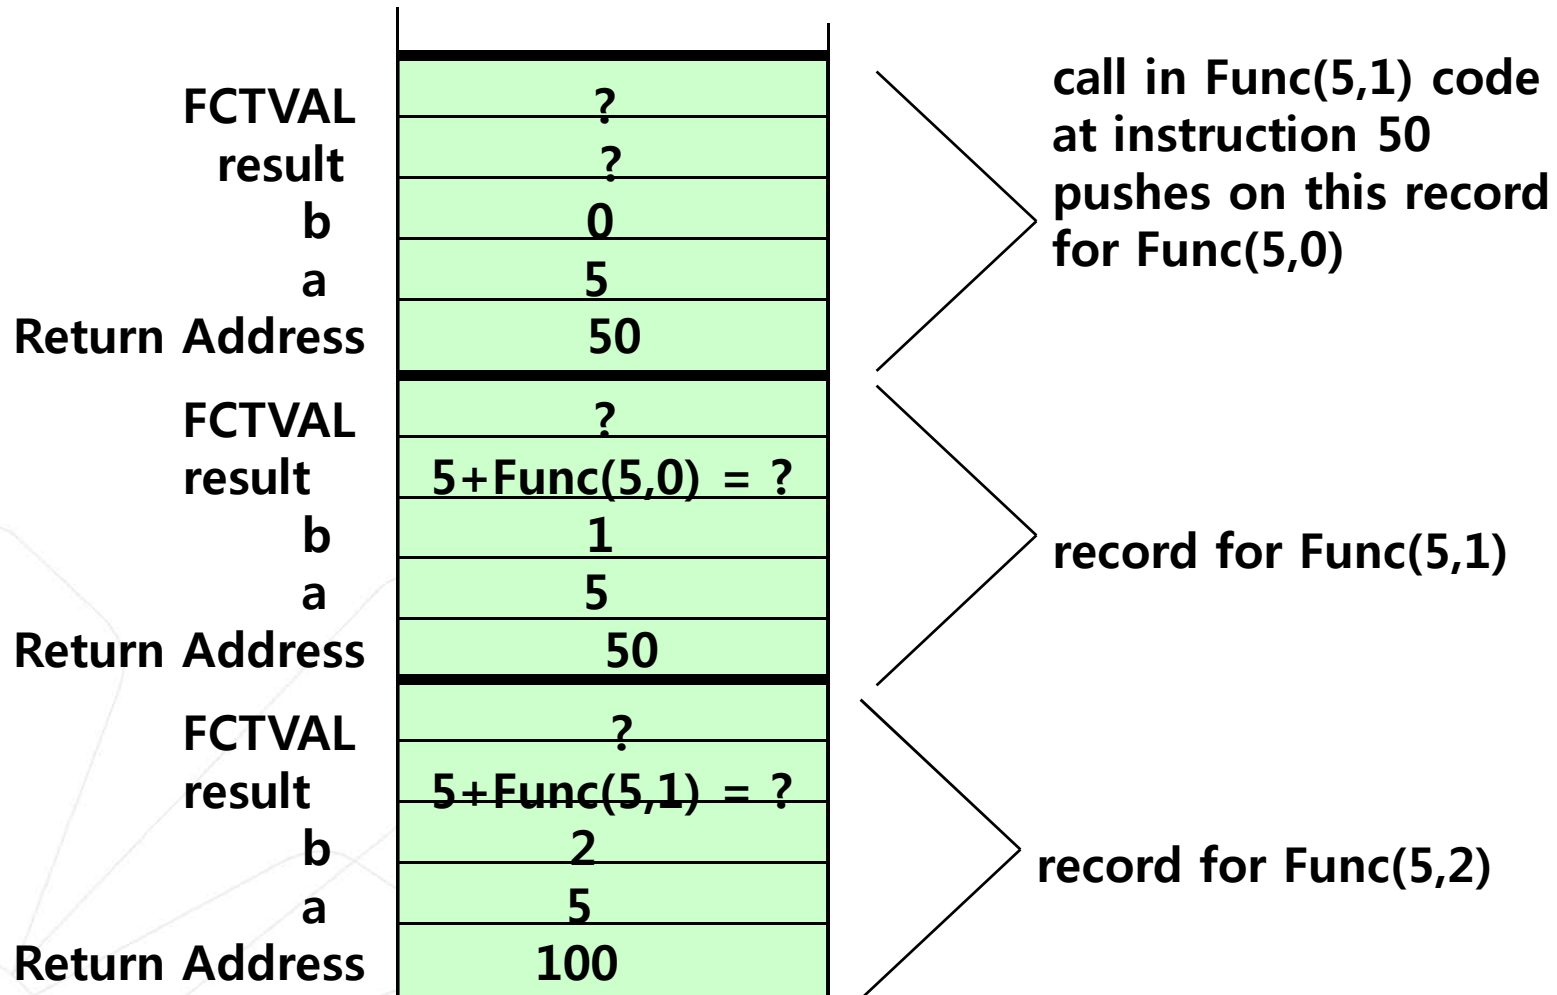 FCTVAL ?
result ?
b 0
a 5
Return Address 50
call in Func(5,1) code
at instruction 50
pushes on this record
for Func(5,0)
FCTVAL ?
result 5+Func(5,0) = ?
b 1
a 5
Return Address 50
record for Func(5,1)
FCTVAL ?
result 5+Func(5,1) = ?
b 2
a 5
Return Address 100
record for Func(5,2)